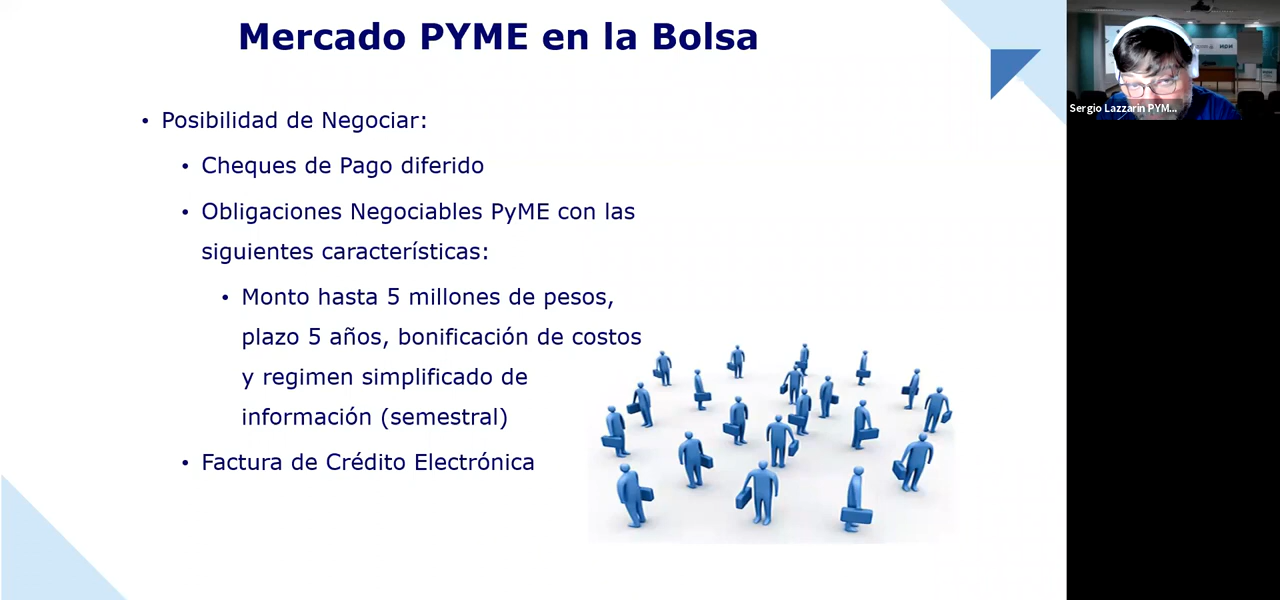 Mercado PYME en la Bolsa
• Posibilidad de Negociar:
• Cheques de Pago diferido
• Obligaciones Negociables PyME con las
siguientes características:
• Monto hasta 5 millones de pesos,
plazo 5 años, bonificación de costos
y regimen simplificado de
información (semestral)
• Factura de Crédito Electrónica
Sergio Lazzarin PYM...